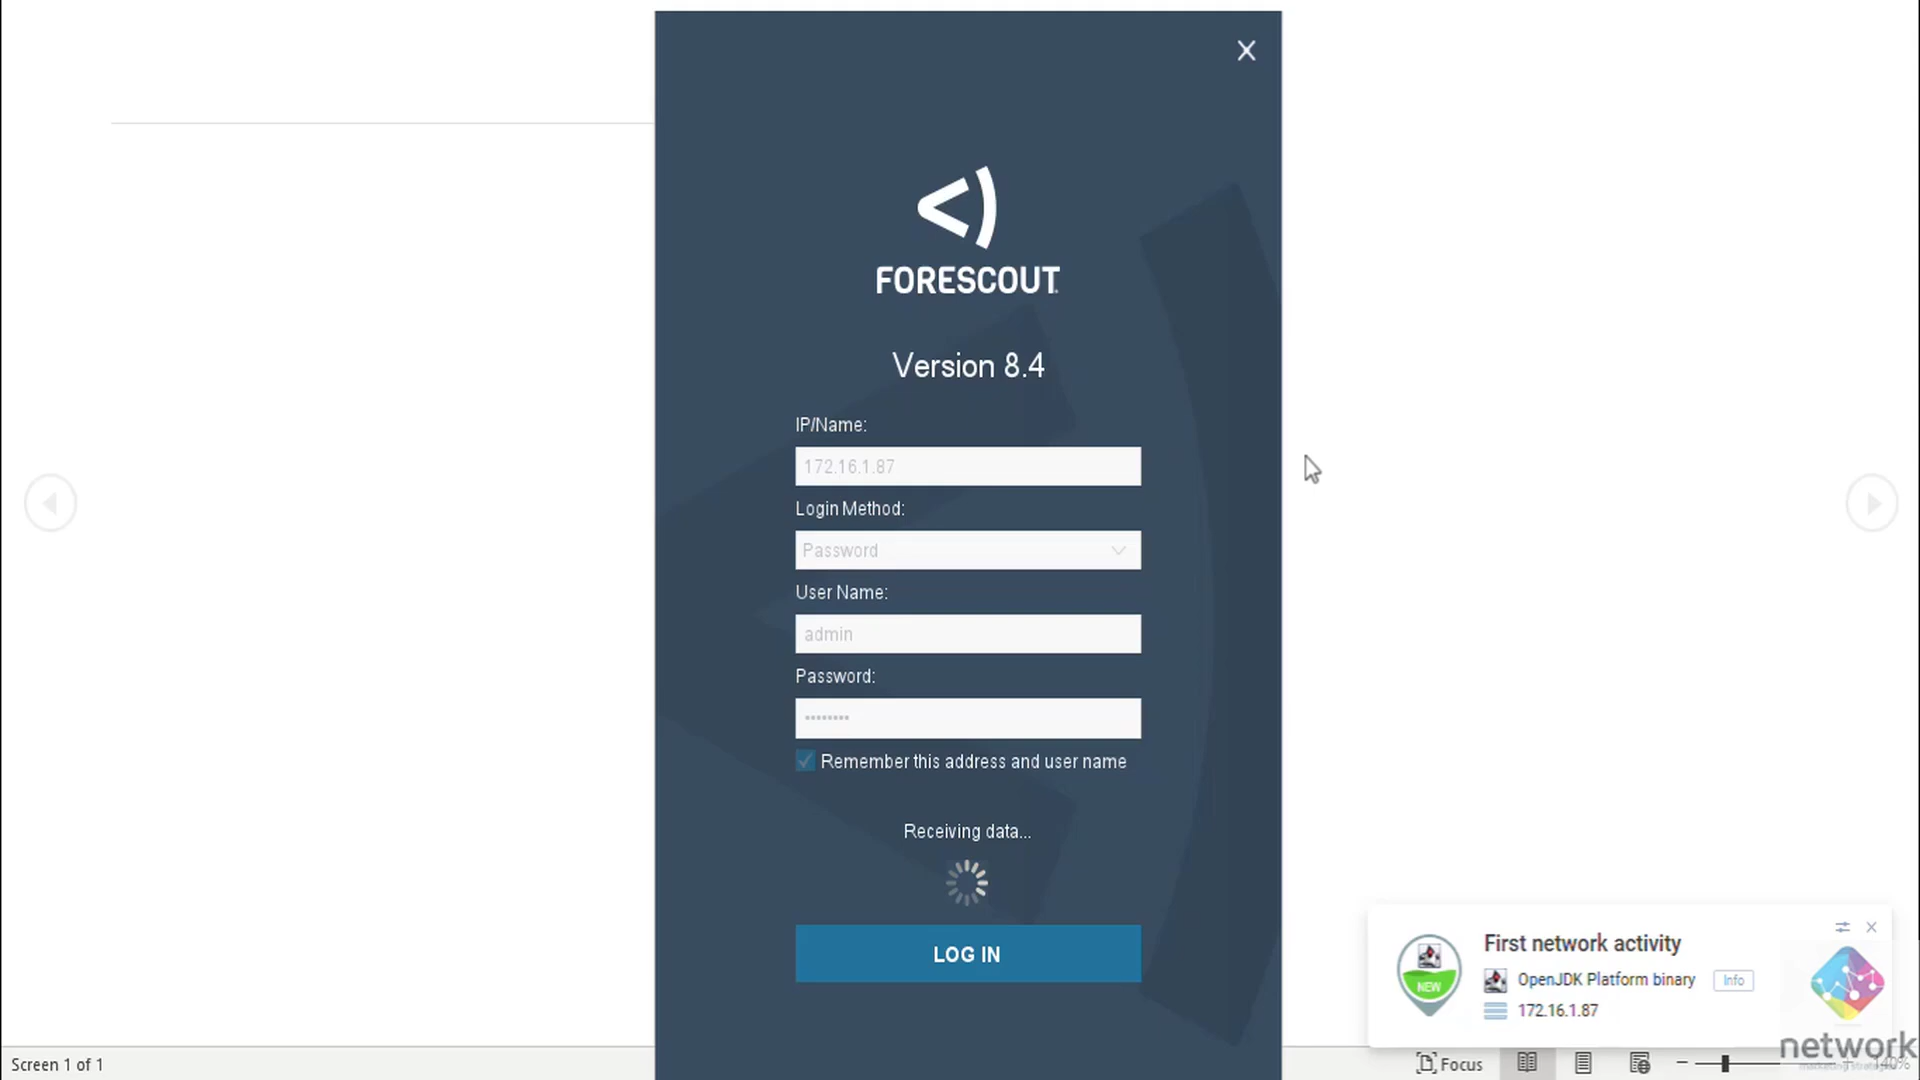 FORESCOUT
Version 8.4
IP/Name:
172.16.1.87
Login Method:
Password
User Name:
admin
Password:
••••••••
Remember this address and user name
Receiving data...
LOG IN
First network activity
NEW
OpenJDK Platform binary
Info
172.16.1.87
network
Screen 1 of 1
Focus